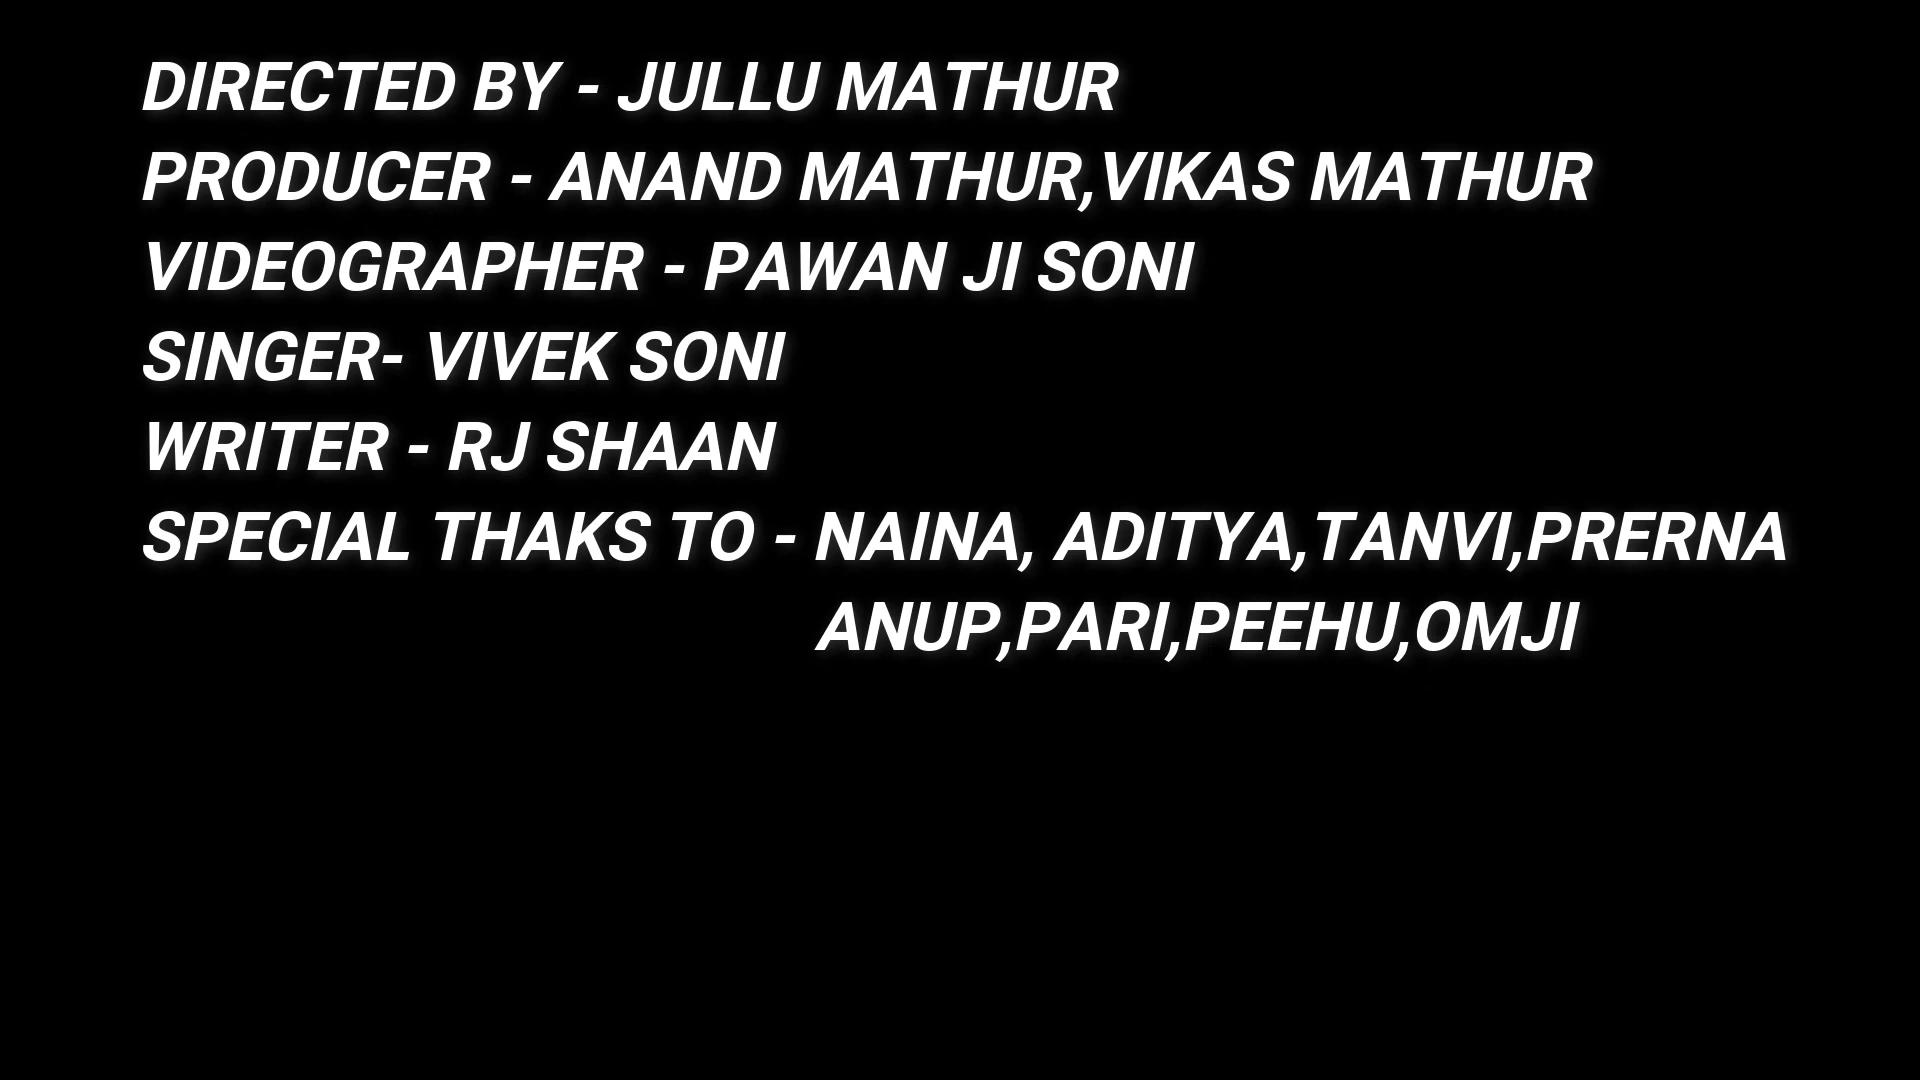 DIRECTED BY - JULLU MATHUR
PRODUCER - ANAND MATHUR,VIKAS MATHUR
VIDEOGRAPHER - PAWAN JI SONI
SINGER- VIVEK SONI
WRITER - RJ SHAAN
SPECIAL THAKS TO - NAINA, ADITYA,TANVI,PRERNA
ANUP,PARI,PEEHU,OMJI